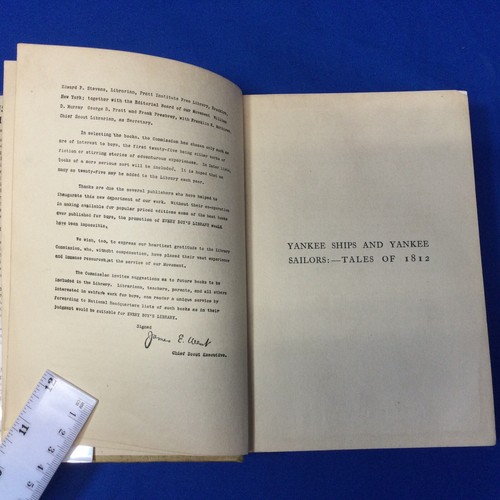 Edward F. Stevens, Librarian, Pratt Institute Free Library, Brooklyn,
New York; together with the Editorial Board of our Movement, William
D. Murray George D. Pratt and Frank Presbrey, with Franklin K. Mathiews,
Chief Scout Librarian, as Secretary.
In selecting the books, the Commission has chosen only such as
are of interest to boys, the first twenty-five being either works of
fiction or stirring stories of adventurous experiences. In later lists,
books of a more serious sort will be included. It is hoped that as
many as twenty-five may be added to the Library each year.
Thanks are due the several publishers who have helped to
inaugurate this new department of our work. Without their co-operation
in making available for popular priced editions some of the best books
ever published for boys, the promotion of EVERY BOY'S LIBRARY would
have been impossible.
We wish, too, to express our heartiest gratitude to the Library
Commission, who, without compensation, have placed their vast experience
and immense resources at the service of our Movement.
The Commission invites suggestions as to future books to be
included in the Library. Librarians, teachers, parents, and all others
interested in welfare work for boys, can render a unique service by
forwarding to National Headquarters lists of such books as in their
judgment would be suitable for EVERY BOY'S LIBRARY.
Signed
James E. West
Chief Scout Executive.
YANKEE SHIPS AND YANKEE
SAILORS:—TALES OF 1812
11
12
1
2
3
4
5